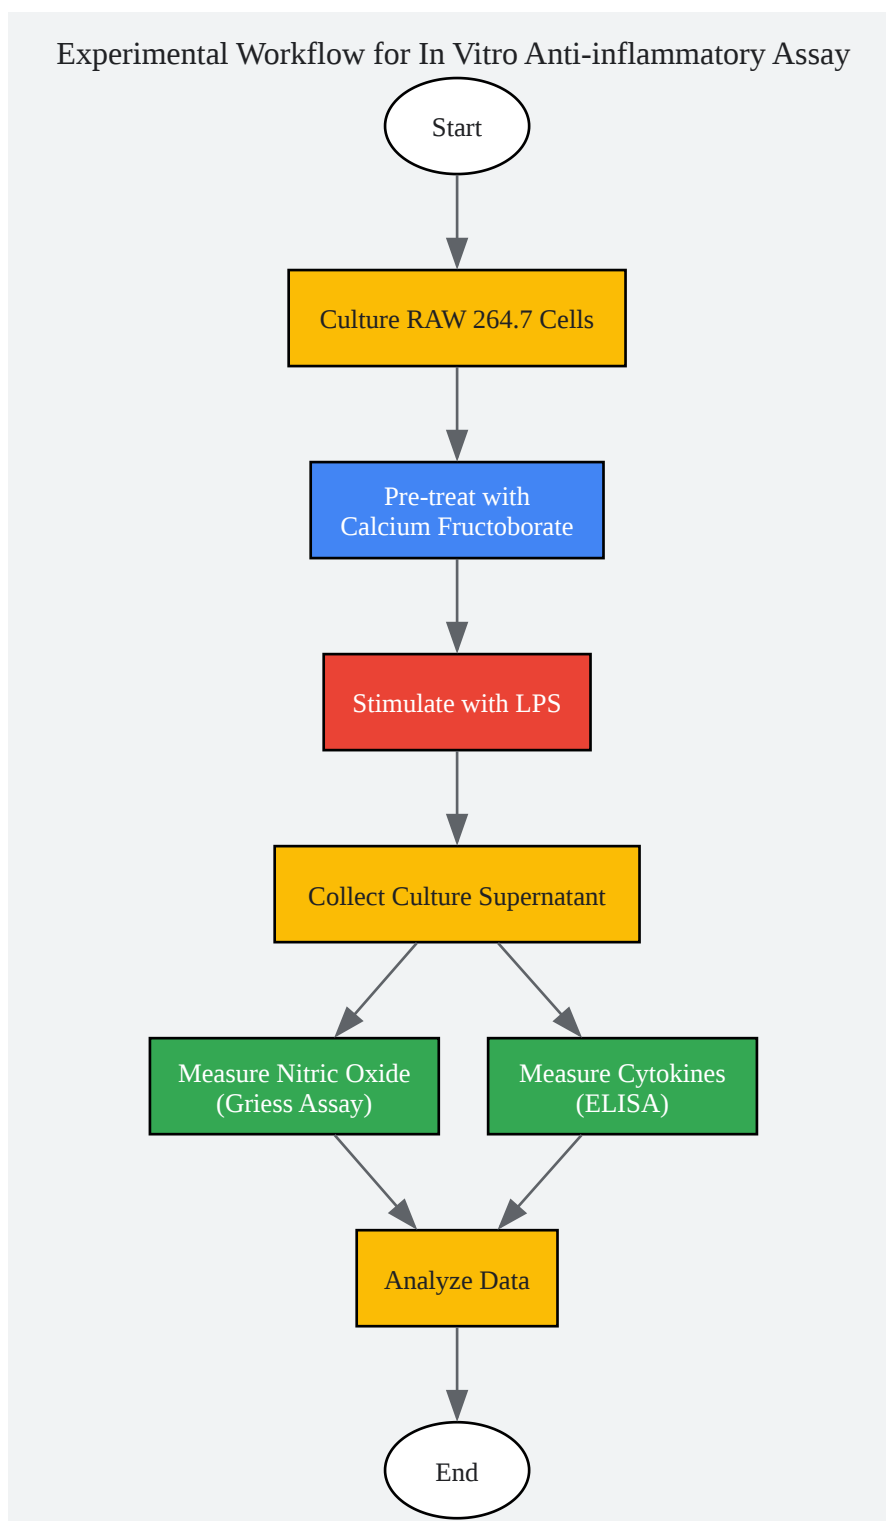 Experimental Workflow for In Vitro Anti-inflammatory Assay
Start
Culture RAW 264.7 Cells
Pre-treat with
Calcium Fructoborate
Stimulate with LPS
Collect Culture Supernatant
Measure Nitric Oxide
(Griess Assay)
Measure Cytokines
(ELISA)
Analyze Data
End